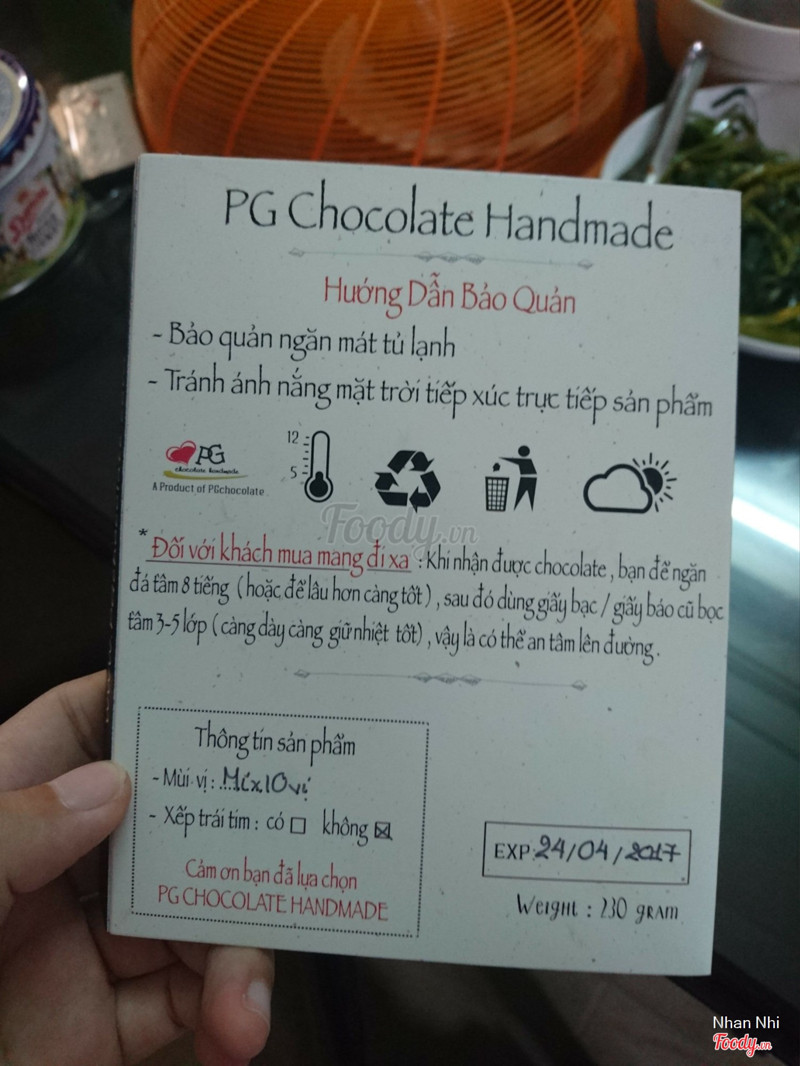 PG Chocolate Handmade
Hướng Dẫn Bảo Quản
- Bảo quản ngăn mát tủ lạnh
- Tránh ánh nắng mặt trời tiếp xúc trực tiếp sản phẩm
PG
chocolate handmade
A Product of PGchocolate
12
5
Foody.vn
* Đối với khách mua mang đi xa : Khi nhận được chocolate , bạn để ngăn
đá tầm 8 tiếng ( hoặc để lâu hơn càng tốt ) , sau đó dùng giấy bạc / giấy báo cũ bọc
tầm 3-5 lớp ( càng dày càng giữ nhiệt tốt) , vậy là có thể an tâm lên đường .
Thông tin sản phẩm
- Mùi vị : Mix 10 vị
- Xếp trái tim : có ☐ không ☒
Cảm ơn bạn đã lựa chọn
PG CHOCOLATE HANDMADE
EXP: 24/04/2017
Weight : 230 gram
Nhan Nhi
Foody.vn